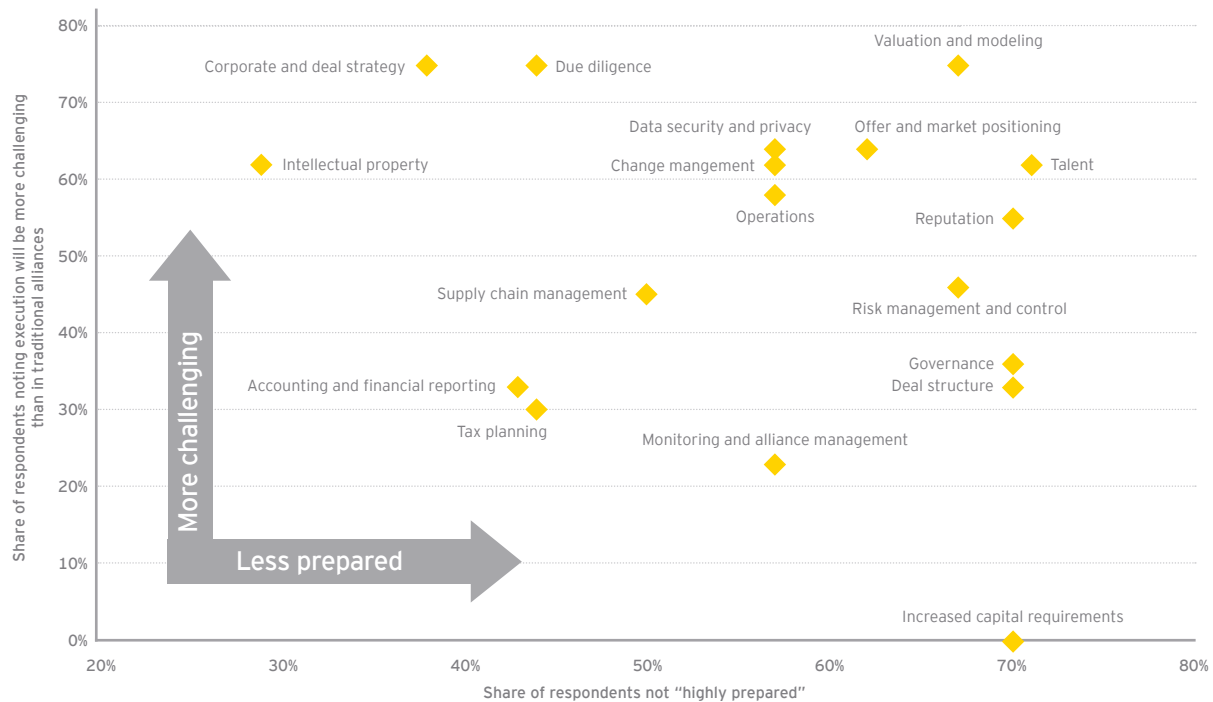 80%
70%
60%
50%
40%
30%
20%
10%
0%
Share of respondents noting execution will be more challenging
than in traditional alliances
Valuation and modeling
Corporate and deal strategy
Due diligence
Data security and privacy
Offer and market positioning
Intellectual property
Change mangement
Talent
Operations
Reputation
Supply chain management
Risk management and control
Governance
Accounting and financial reporting
Deal structure
Tax planning
Monitoring and alliance management
More challenging
Less prepared
Increased capital requirements
20%
30%
40%
50%
60%
70%
80%
Share of respondents not “highly prepared”